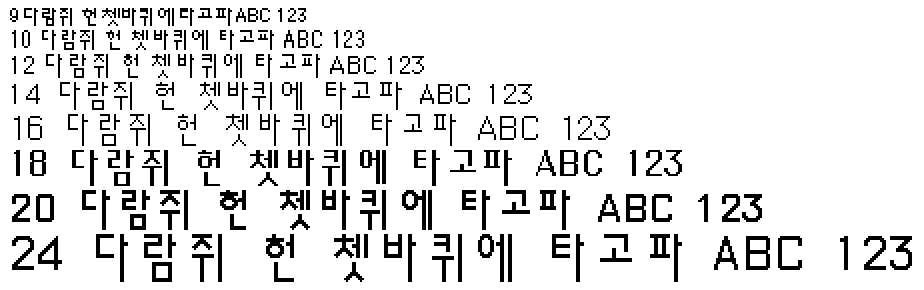 9 다람쥐 헌 쳇바퀴에 타고파 ABC 123
10 다람쥐 헌 쳇바퀴에 타고파 ABC 123
12 다람쥐 헌 쳇바퀴에 타고파 ABC 123
14 다람쥐 헌 쳇바퀴에 타고파 ABC 123
16 다람쥐 헌 쳇바퀴에 타고파 ABC 123
18 다람쥐 헌 쳇바퀴에 타고파 ABC 123
20 다람쥐 헌 쳇바퀴에 타고파 ABC 123
24 다람쥐 헌 쳇바퀴에 타고파 ABC 123